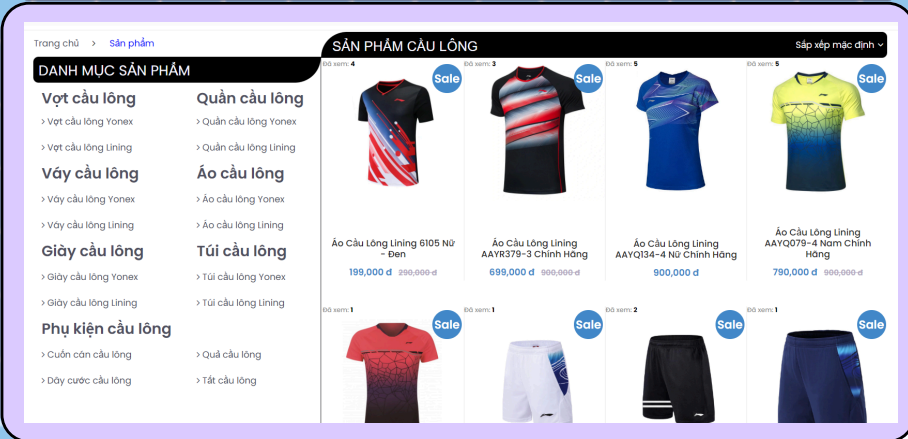 Trang chủ > Sản phẩm
DANH MỤC SẢN PHẨM
Vợt cầu lông
> Vợt cầu lông Yonex
> Vợt cầu lông Lining
Quần cầu lông
> Quần cầu lông Yonex
> Quần cầu lông Lining
Váy cầu lông
> Váy cầu lông Yonex
> Váy cầu lông Lining
Áo cầu lông
> Áo cầu lông Yonex
> Áo cầu lông Lining
Giày cầu lông
> Giày cầu lông Yonex
> Giày cầu lông Lining
Túi cầu lông
> Túi cầu lông Yonex
> Túi cầu lông Lining
Phụ kiện cầu lông
> Cuốn cán cầu lông
> Quả cầu lông
> Dây cước cầu lông
> Tất cầu lông
SẢN PHẨM CẦU LÔNG
Sắp xếp mặc định
Đã xem: 4
Sale
Áo Cầu Lông Lining 6105 Nữ
- Đen
199,000 đ 290,000 đ
Đã xem: 3
Sale
Áo Cầu Lông Lining
AAYR379-3 Chính Hãng
699,000 đ 900,000 đ
Đã xem: 5
Áo Cầu Lông Lining
AAYQ134-4 Nữ Chính Hãng
900,000 đ
Đã xem: 5
Sale
Áo Cầu Lông Lining
AAYQ079-4 Nam Chính
Hãng
790,000 đ 900,000 đ
Đã xem: 1
Sale
Đã xem: 1
Sale
Đã xem: 2
Sale
Đã xem: 1
Sale